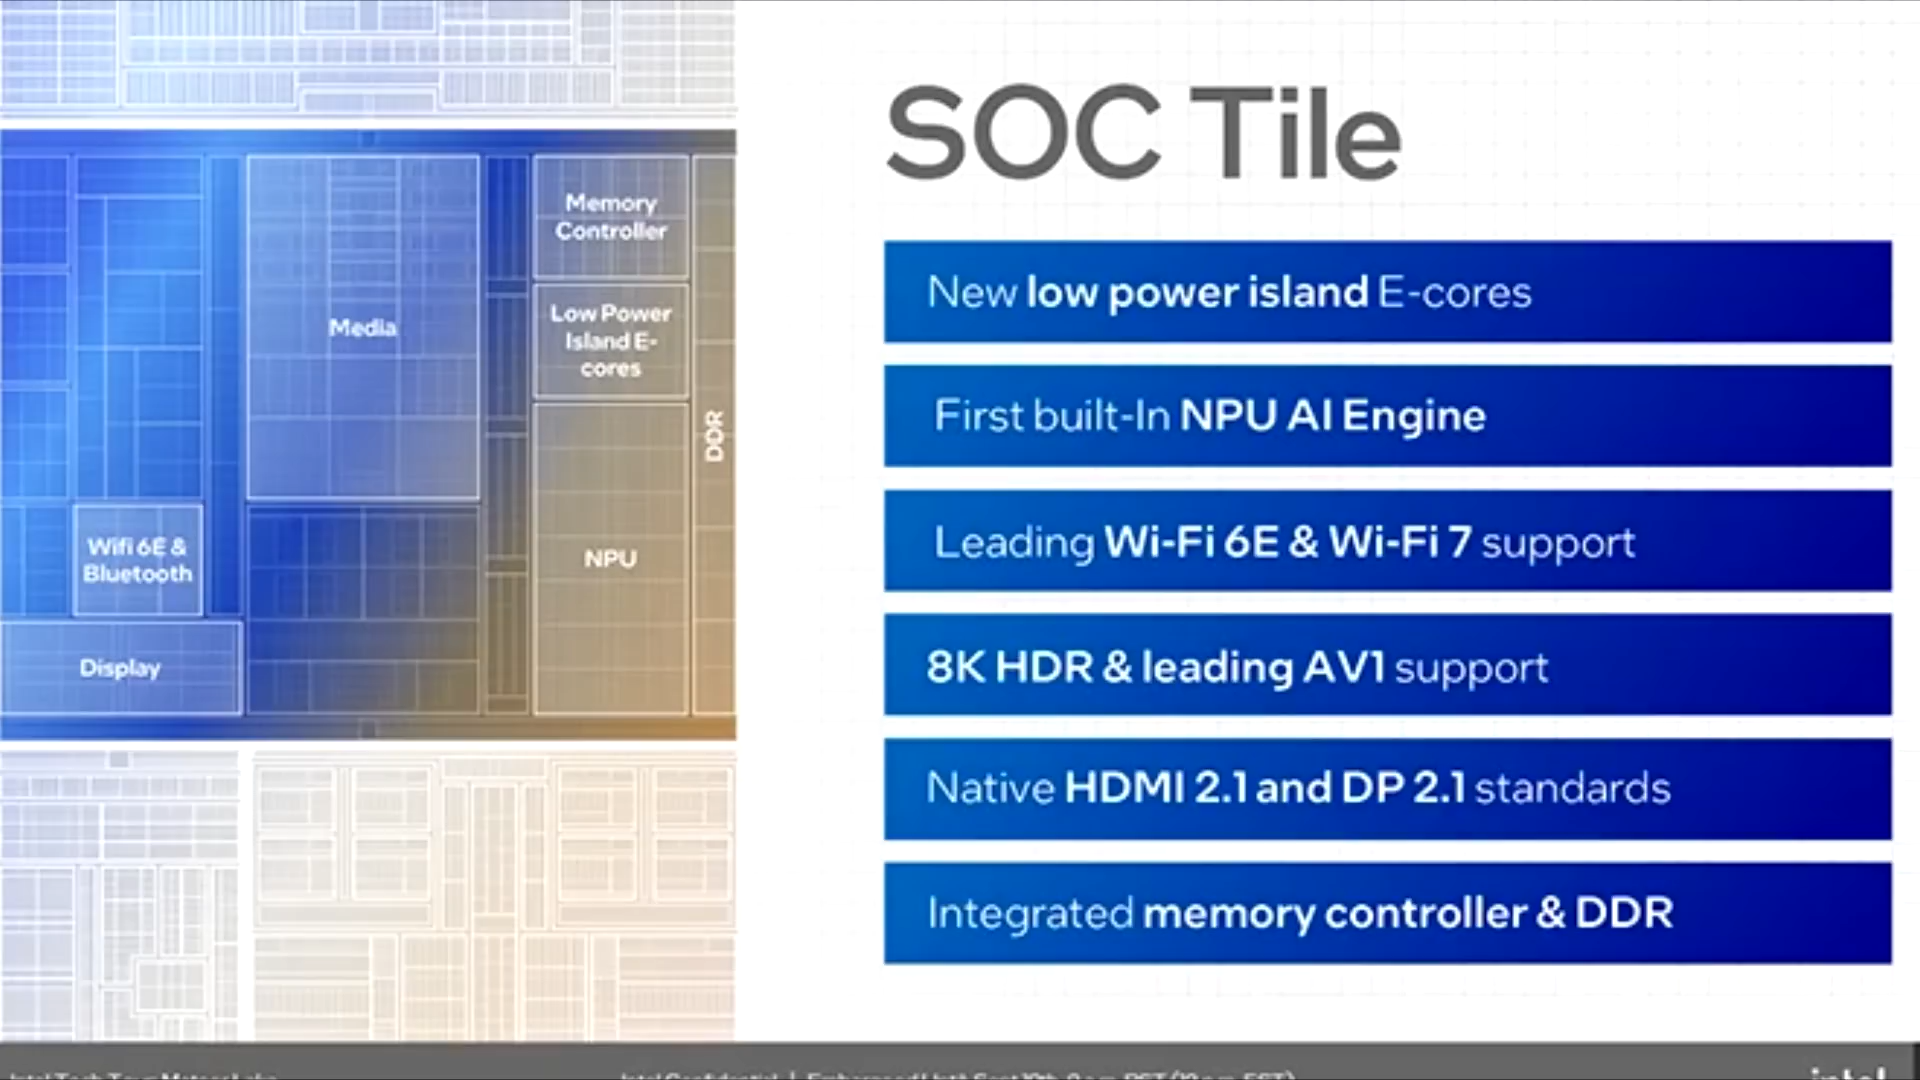 SOC Tile
Memory
Controller
Low Power
Island E-
cores
Media
DDR
NPU
Wifi 6E &
Bluetooth
Display
New low power island E-cores
First built-In NPU AI Engine
Leading Wi-Fi 6E & Wi-Fi 7 support
8K HDR & leading AV1 support
Native HDMI 2.1 and DP 2.1 standards
Integrated memory controller & DDR
intel